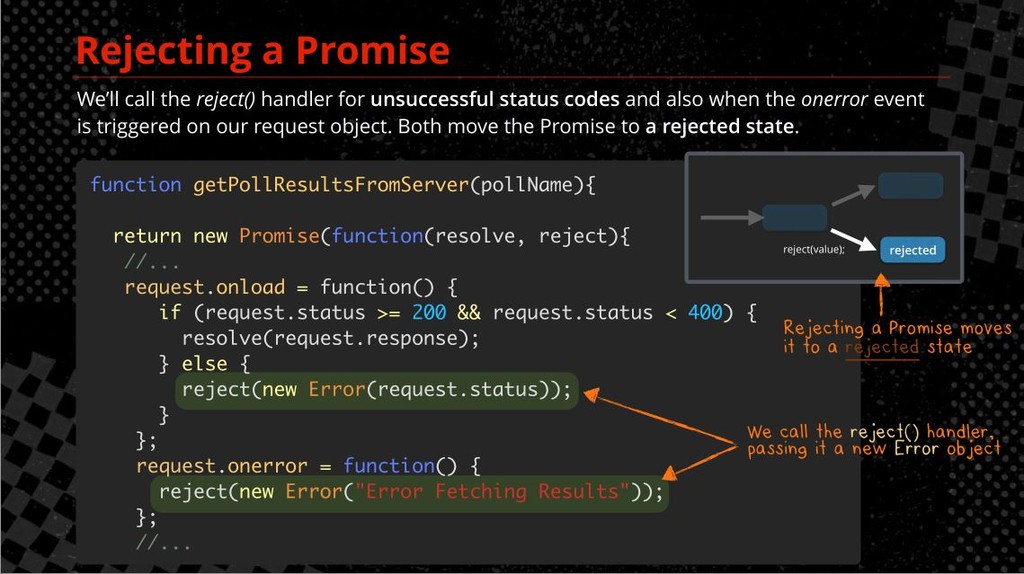 Rejecting a Promise
We'll call the reject() handler for unsuccessful status codes and also when the onerror event
is triggered on our request object. Both move the Promise to a rejected state.
function getPollResultsFromServer(pollName){
return new Promise(function(resolve, reject){
//...
request.onload = function() {
if (request.status >= 200 && request.status < 400) {
resolve(request.response);
} else {
reject(new Error(request.status));
}
};
request.onerror = function() {
reject(new Error("Error Fetching Results"));
};
//...
reject(value);
rejected
Rejecting a Promise moves
it to a rejected state
We call the reject() handler,
passing it a new Error object